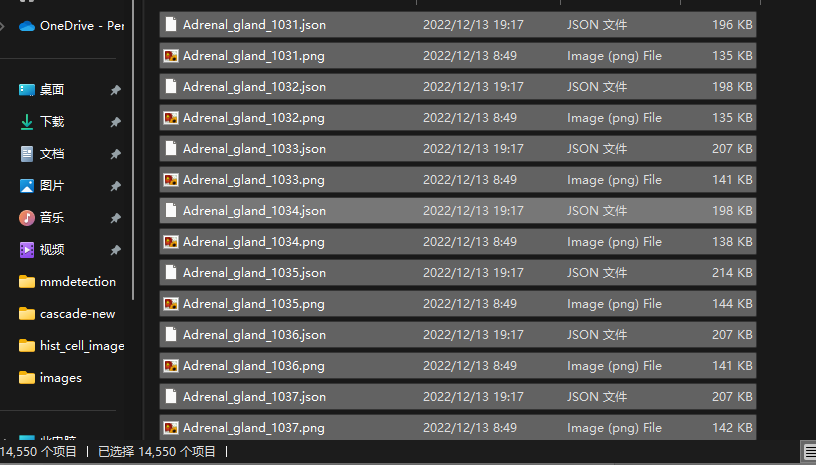 OneDrive - Per
桌面
下载
文档
图片
音乐
视频
mmdetection
cascade-new
hist_cell_image
images
此电脑
Adrenal_gland_1031.json 2022/12/13 19:17 JSON 文件 196 KB
Adrenal_gland_1031.png 2022/12/13 8:49 Image (png) File 135 KB
Adrenal_gland_1032.json 2022/12/13 19:17 JSON 文件 198 KB
Adrenal_gland_1032.png 2022/12/13 8:49 Image (png) File 135 KB
Adrenal_gland_1033.json 2022/12/13 19:17 JSON 文件 207 KB
Adrenal_gland_1033.png 2022/12/13 8:49 Image (png) File 141 KB
Adrenal_gland_1034.json 2022/12/13 19:17 JSON 文件 198 KB
Adrenal_gland_1034.png 2022/12/13 8:49 Image (png) File 138 KB
Adrenal_gland_1035.json 2022/12/13 19:17 JSON 文件 214 KB
Adrenal_gland_1035.png 2022/12/13 8:49 Image (png) File 144 KB
Adrenal_gland_1036.json 2022/12/13 19:17 JSON 文件 207 KB
Adrenal_gland_1036.png 2022/12/13 8:49 Image (png) File 141 KB
Adrenal_gland_1037.json 2022/12/13 19:17 JSON 文件 207 KB
Adrenal_gland_1037.png 2022/12/13 8:49 Image (png) File 142 KB
14,550 个项目 | 已选择 14,550 个项目 |